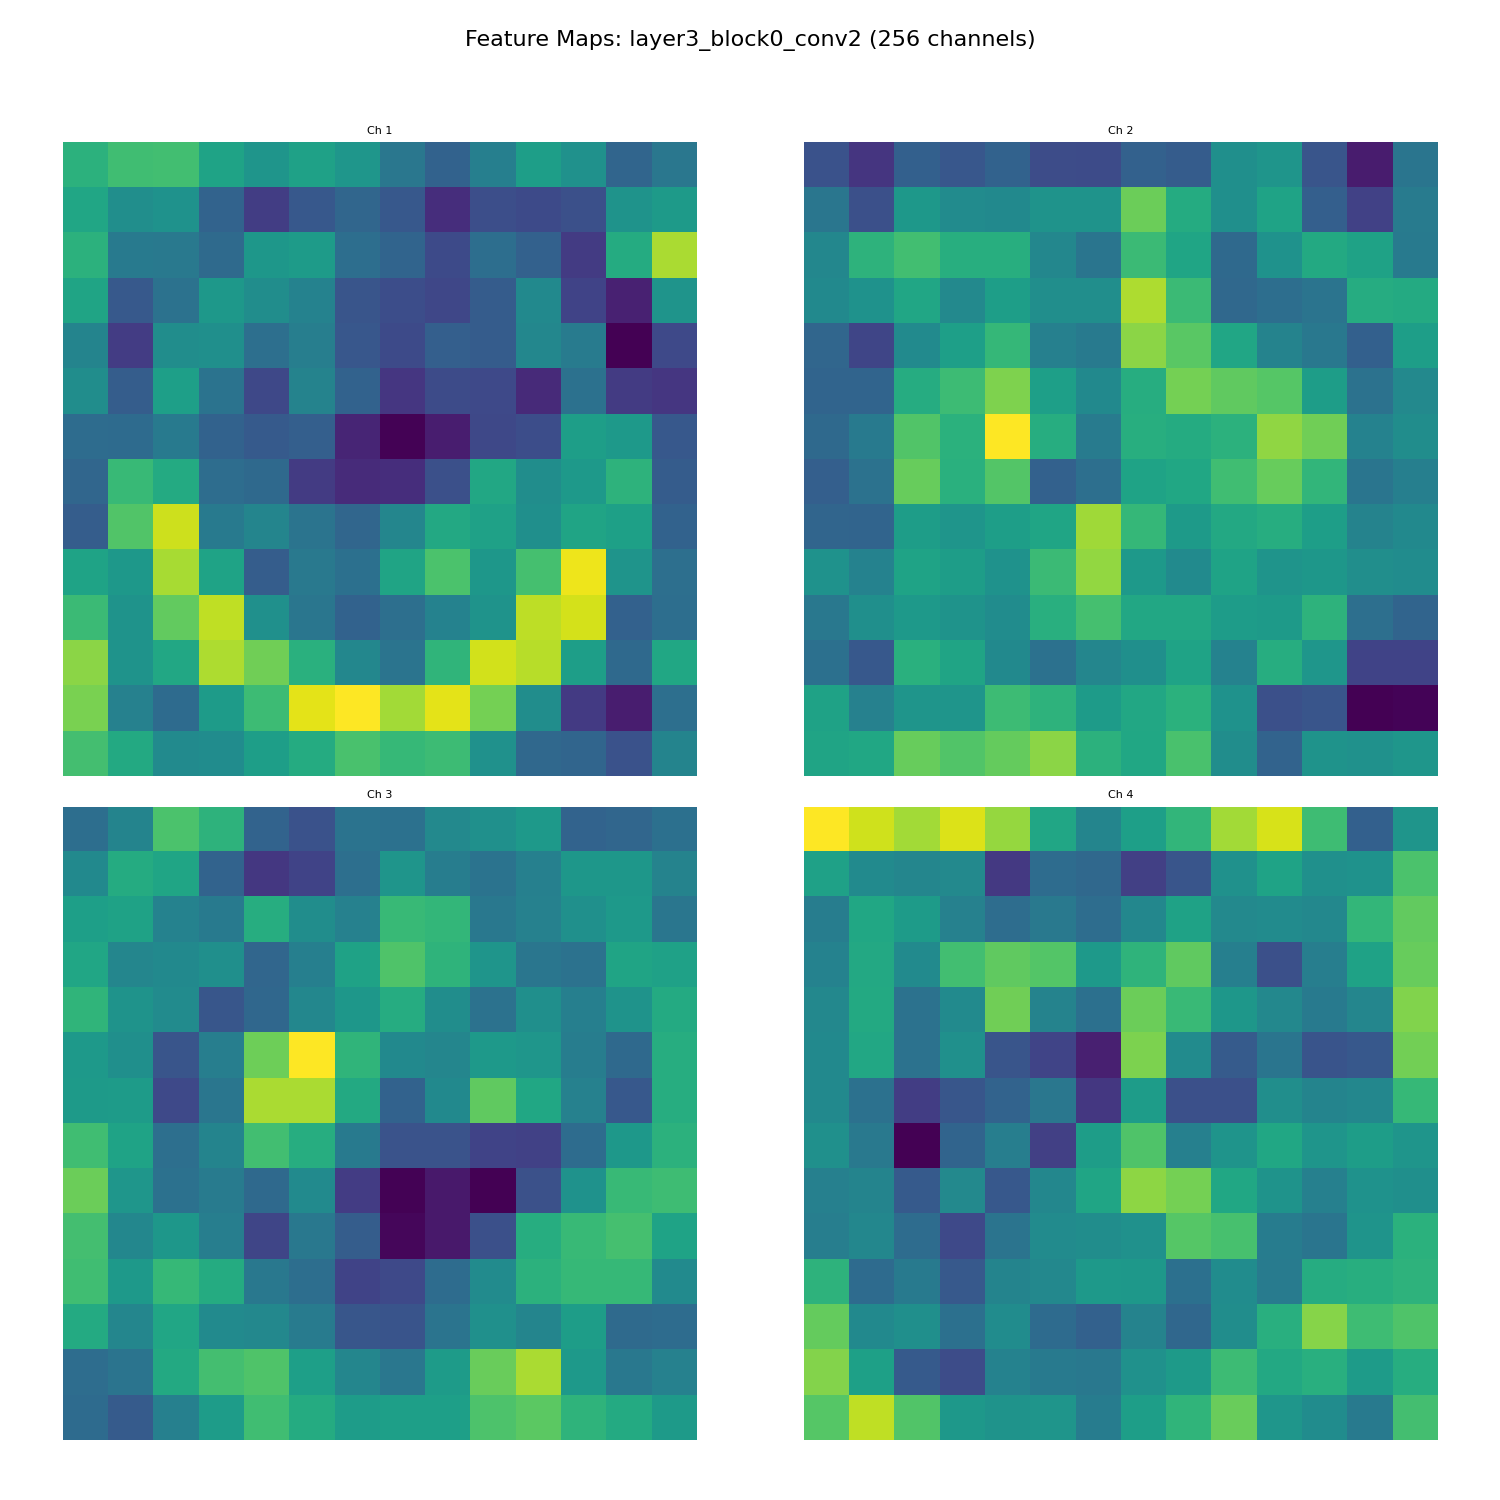 Feature Maps: layer3_block0_conv2 (256 channels)
Ch 1
Ch 2
Ch 3
Ch 4